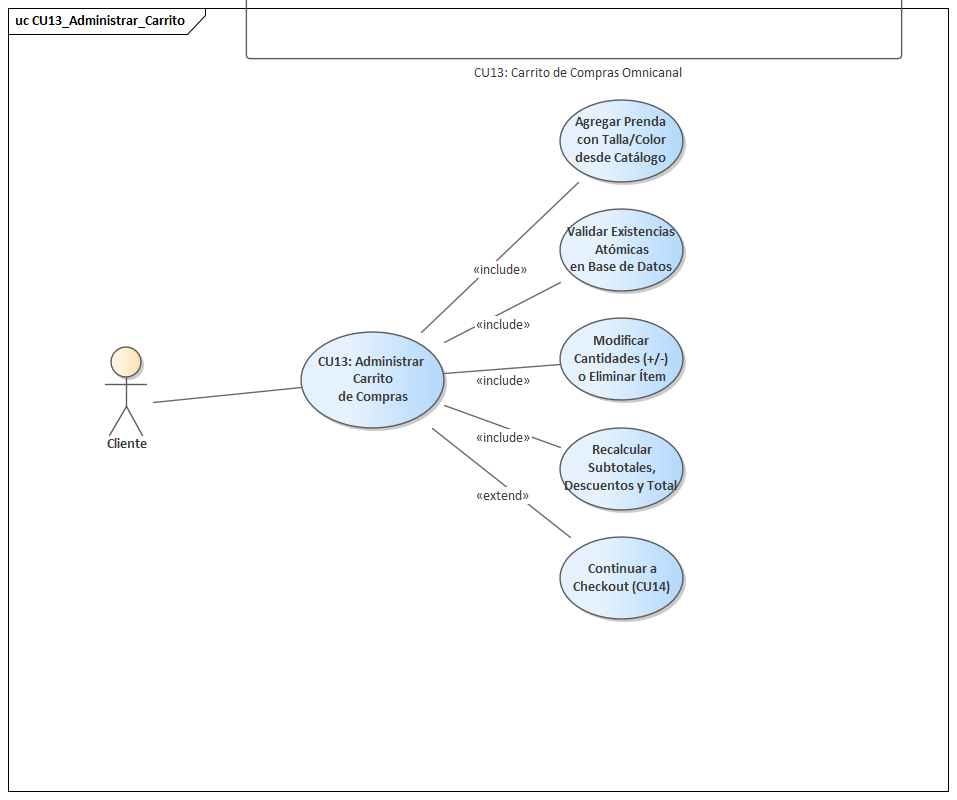 uc CU13_Administrar_Carrito
CU13: Carrito de Compras Omnicanal
Agregar Prenda
con Talla/Color
desde Catálogo
Validar Existencias
Atómicas
en Base de Datos
«include»
«include»
Modificar
Cantidades (+/-)
o Eliminar Ítem
CU13: Administrar
Carrito
de Compras
«include»
Cliente
«include»
Recalcular
Subtotales,
Descuentos y Total
«extend»
Continuar a
Checkout (CU14)